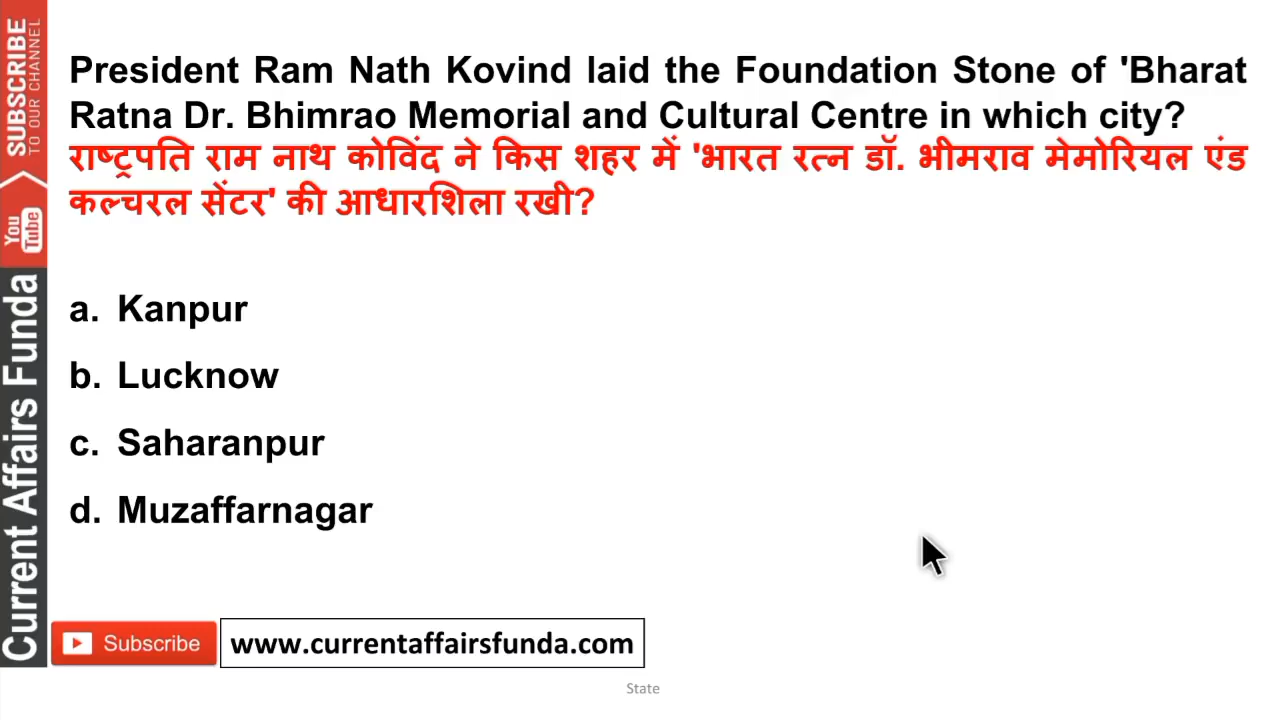 SUBSCRIBE
TO OUR CHANNEL
You
Tube
Current Affairs Funda
President Ram Nath Kovind laid the Foundation Stone of 'Bharat
Ratna Dr. Bhimrao Memorial and Cultural Centre in which city?
राष्ट्रपति राम नाथ कोविंद ने किस शहर में 'भारत रत्न डॉ. भीमराव मेमोरियल एंड
कल्चरल सेंटर' की आधारशिला रखी?
a. Kanpur
b. Lucknow
c. Saharanpur
d. Muzaffarnagar
Subscribe
www.currentaffairsfunda.com
State